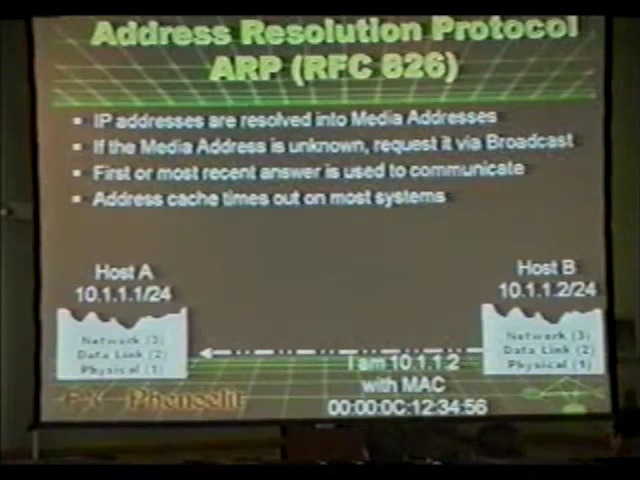 Address Resolution Protocol
ARP (RFC 826)
IP addresses are resolved into Media Addresses
If the Media Address is unknown, request it via Broadcast
First or most recent answer is used to communicate
Address cache times out on most systems
Host A
10.1.1.1/24
Host B
10.1.1.2/24
Network (3)
Data Link (2)
Physical (1)
Network (3)
Data Link (2)
Physical (1)
I am 10.1.1.2
with MAC
00:00:0C:12:34:56
Phenoelit